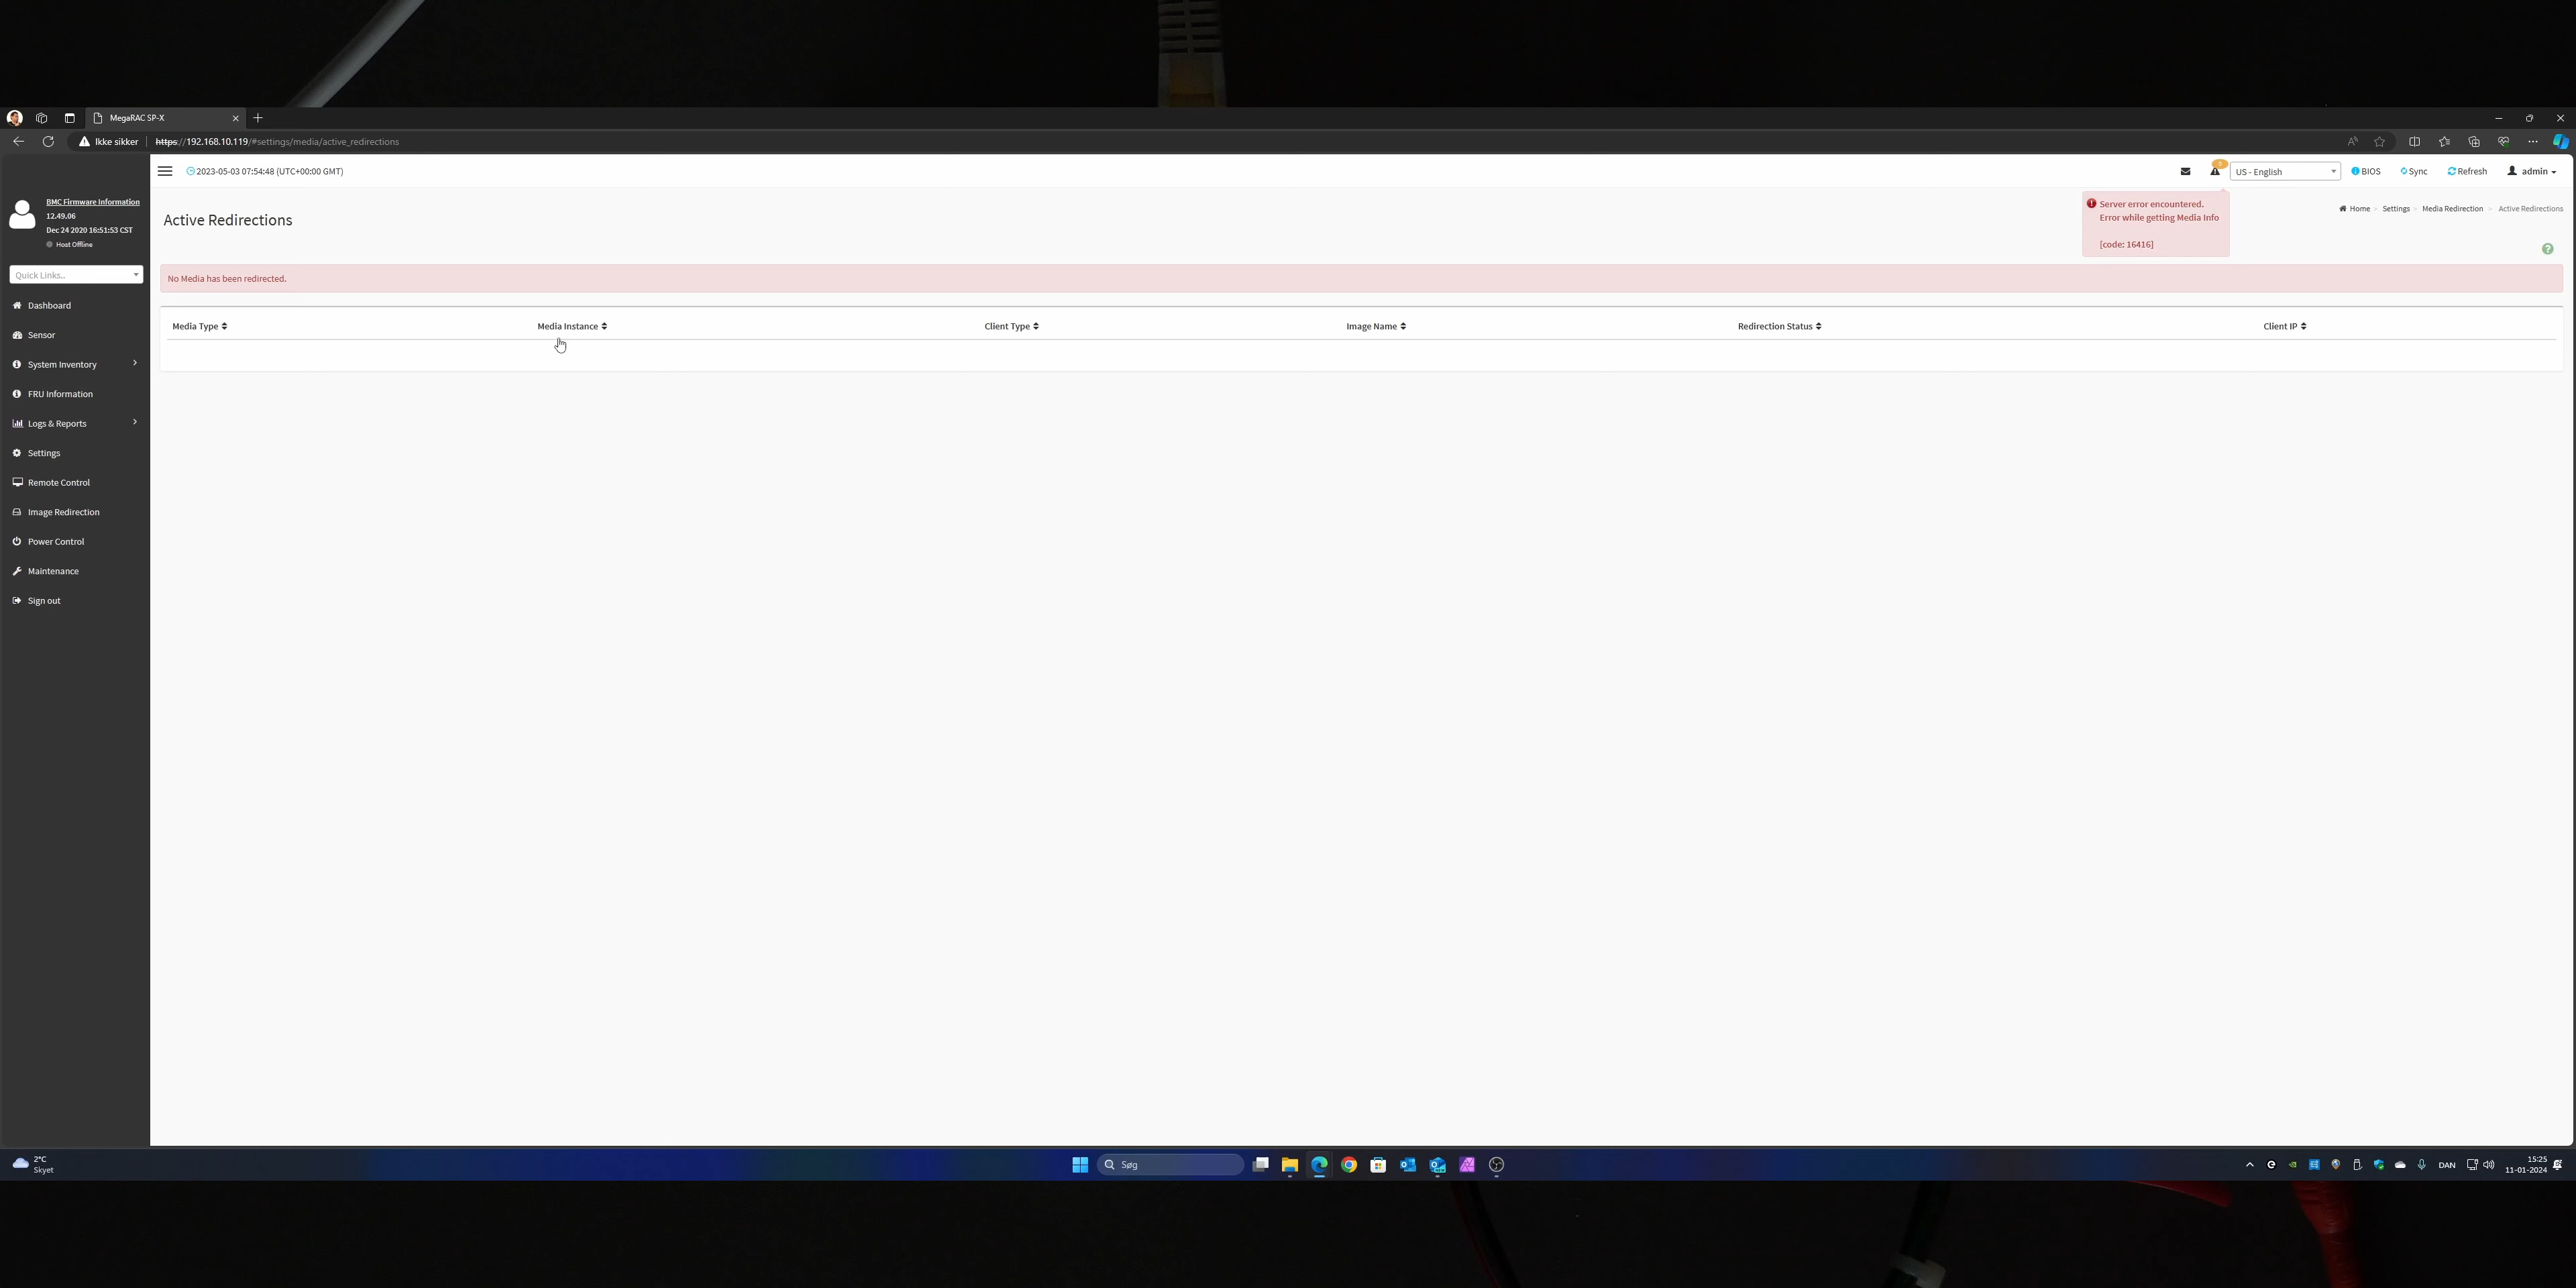 MegaRAC SP-X
Ikke sikker
https://192.168.10.119/#settings/media/active_redirections
2023-05-03 07:54:48 (UTC+00:00 GMT)
US - English
BIOS
Sync
Refresh
admin
BMC Firmware Information
12.49.06
Dec 24 2020 16:51:53 CST
Host Offline
Quick Links..
Dashboard
Sensor
System Inventory
FRU Information
Logs & Reports
Settings
Remote Control
Image Redirection
Power Control
Maintenance
Sign out
Active Redirections
Server error encountered.
Error while getting Media Info
[code: 16416]
Home > Settings > Media Redirection > Active Redirections
No Media has been redirected.
Media Type
Media Instance
Client Type
Image Name
Redirection Status
Client IP
2°C
Skyet
Søg
DAN
15:25
11-01-2024